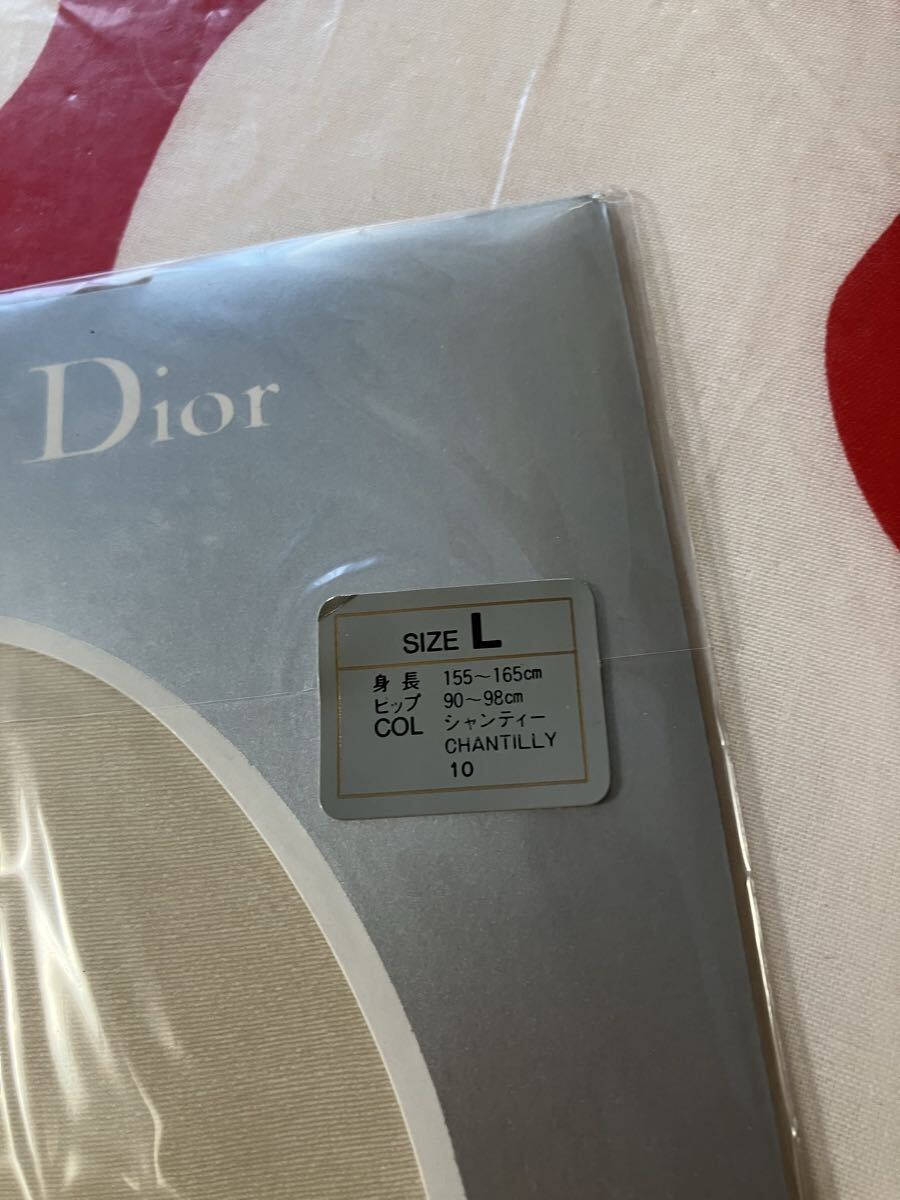 Dior
SIZE L
身長 155~165cm
ヒップ 90~98cm
COL シャンティー
CHANTILLY
10